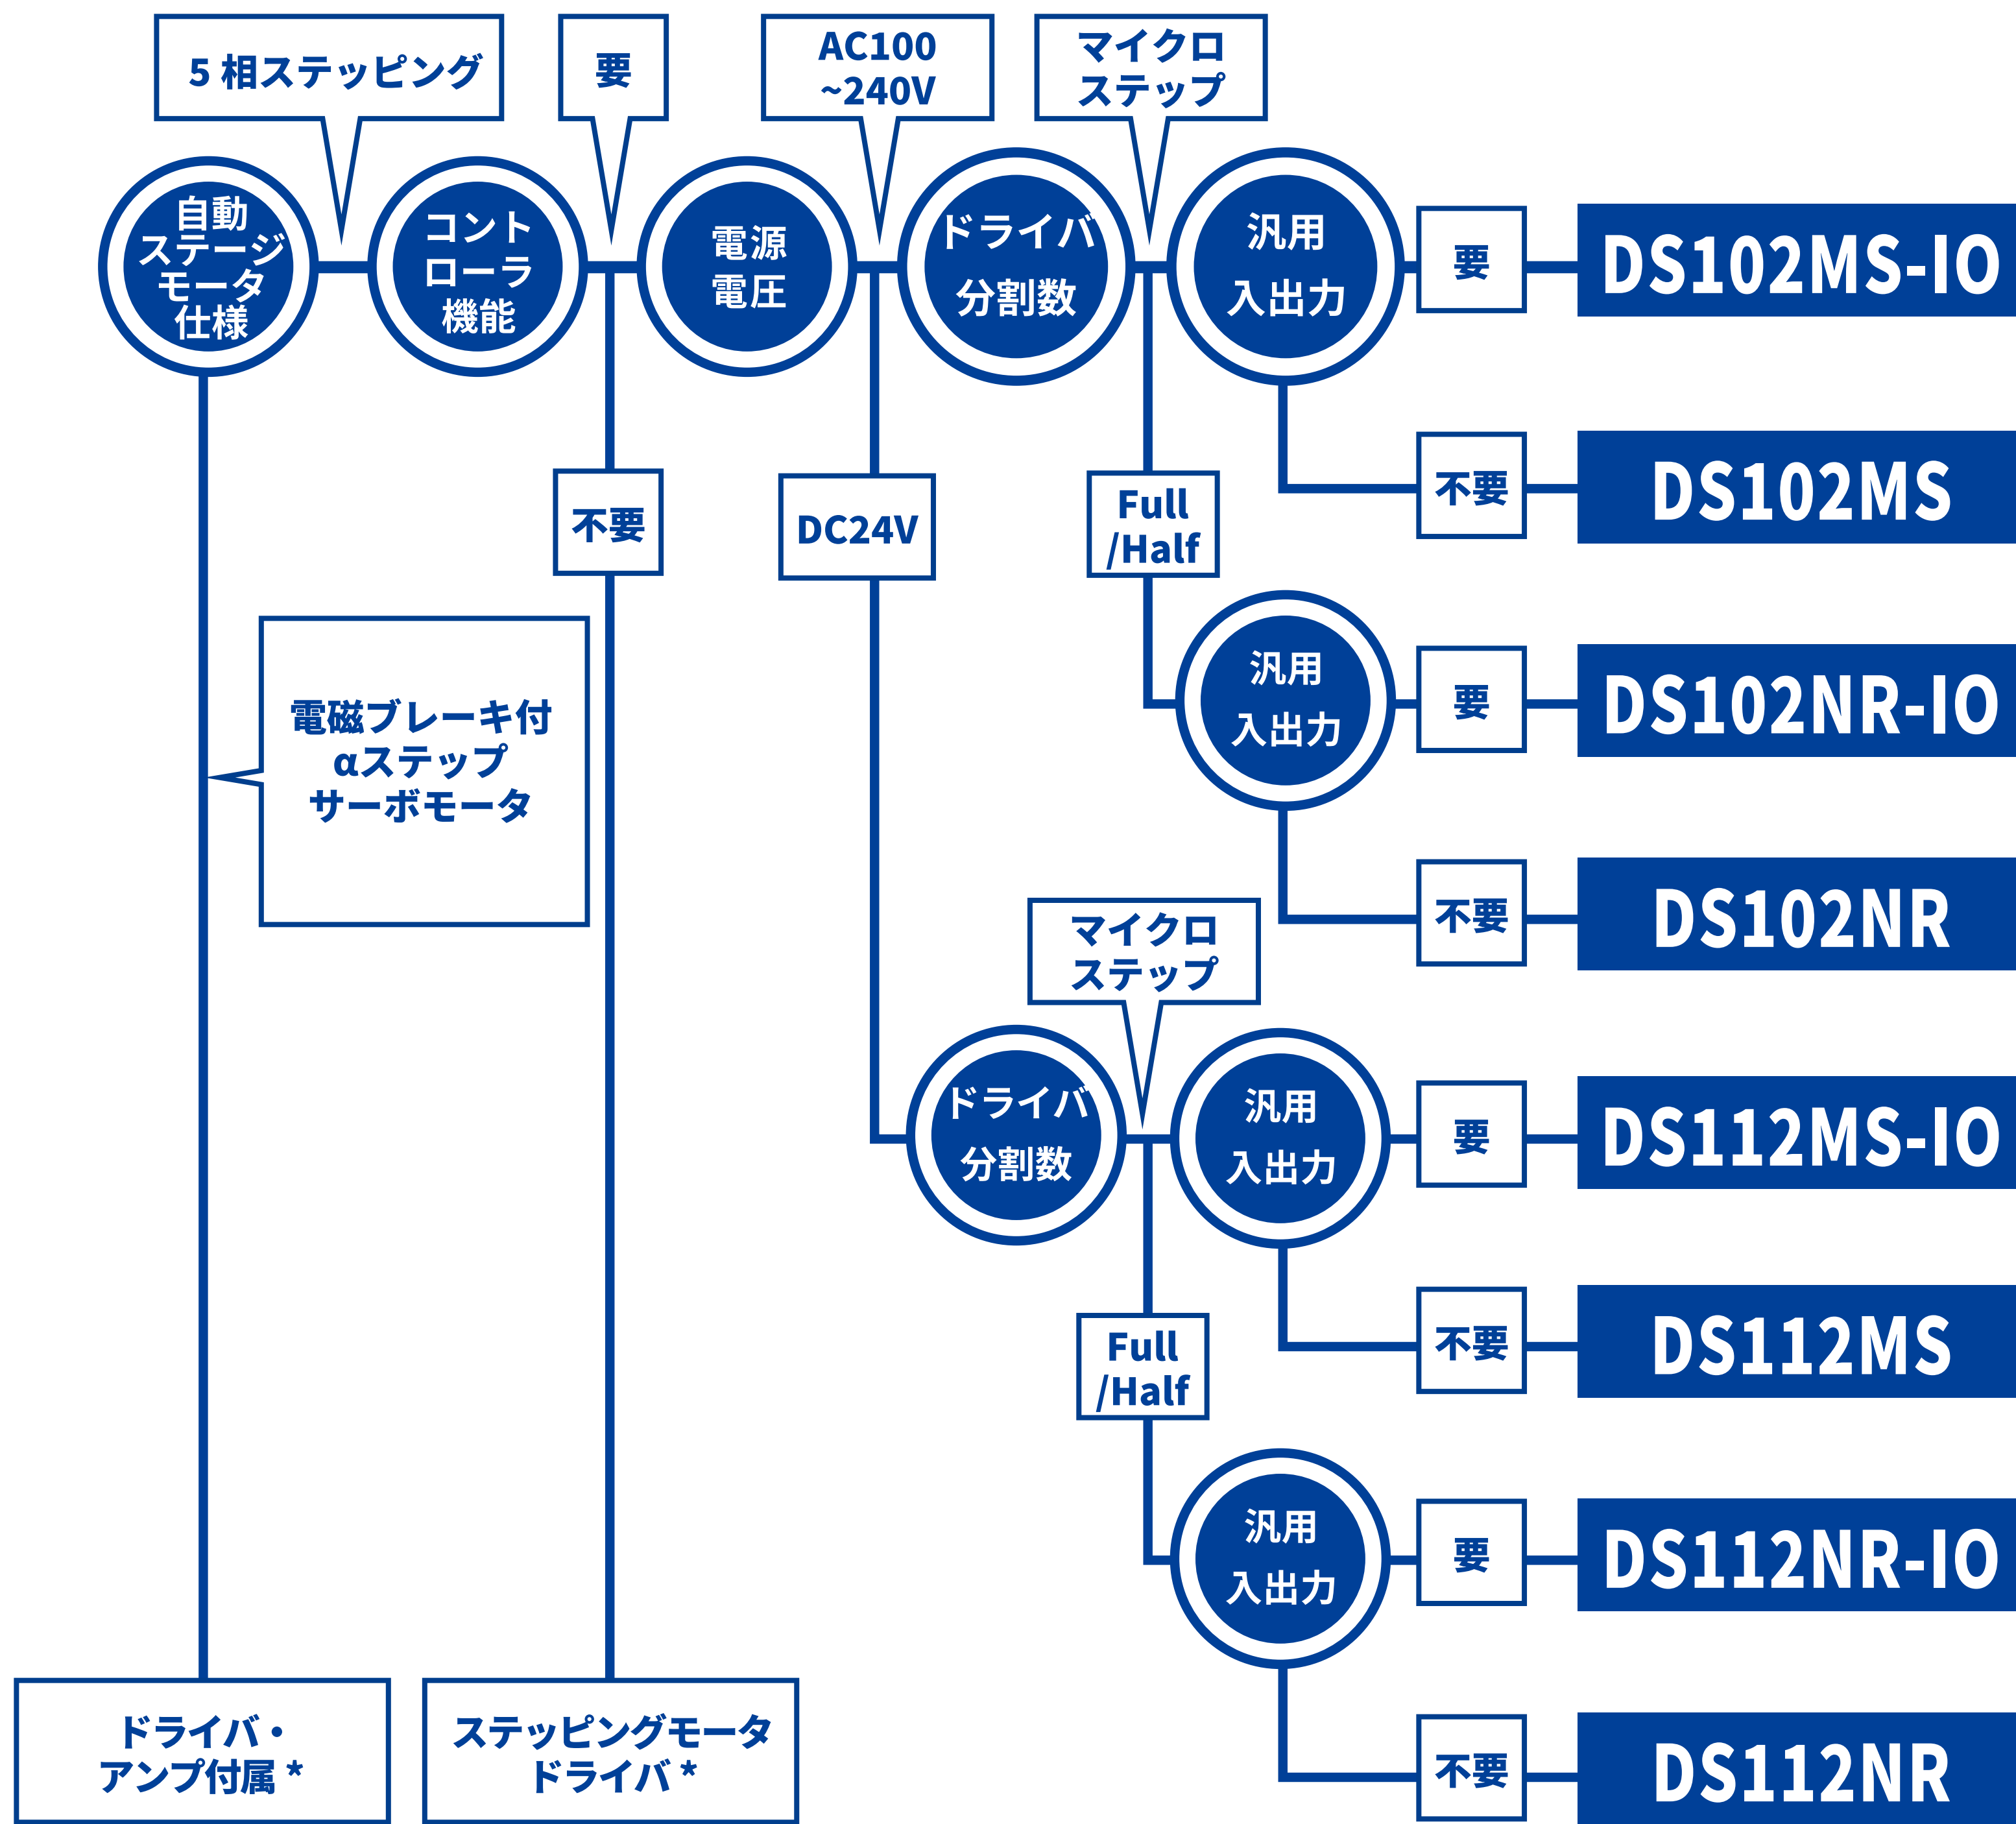 5 相ステッピング
要
AC100
~240V
マイクロ
ステップ
自動
ステージ
モータ
仕様
コント
ローラ
機能
電源
電圧
ドライバ
分割数
汎用
入出力
要
DS102MS-IO
不要
DS102MS
不要
DC24V
Full
/Half
汎用
入出力
要
DS102NR-IO
電磁ブレーキ付
αステップ
サーボモータ
不要
DS102NR
マイクロ
ステップ
ドライバ
分割数
汎用
入出力
要
DS112MS-IO
不要
DS112MS
Full
/Half
汎用
入出力
要
DS112NR-IO
不要
DS112NR
ドライバ・
アンプ付属 *
ステッピングモータ
ドライバ *